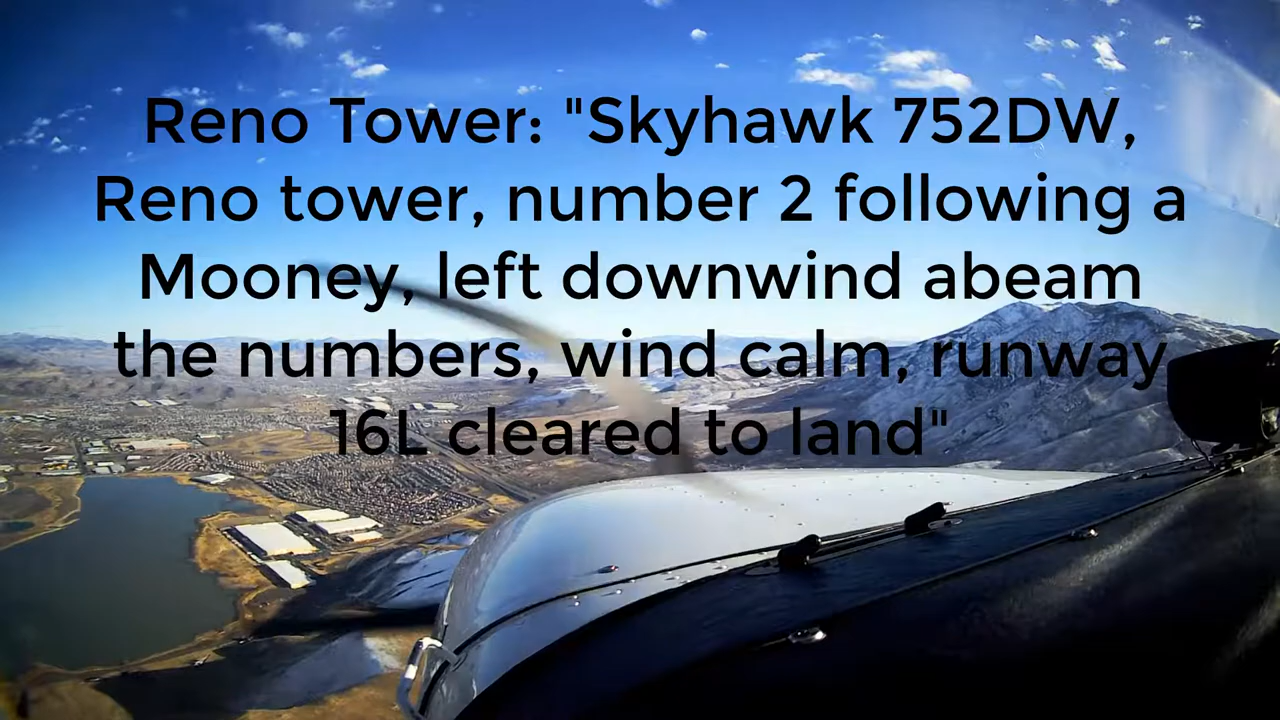 Reno Tower: "Skyhawk 752DW,
Reno tower, number 2 following a
Mooney, left downwind abeam
the numbers, wind calm, runway
16L cleared to land"